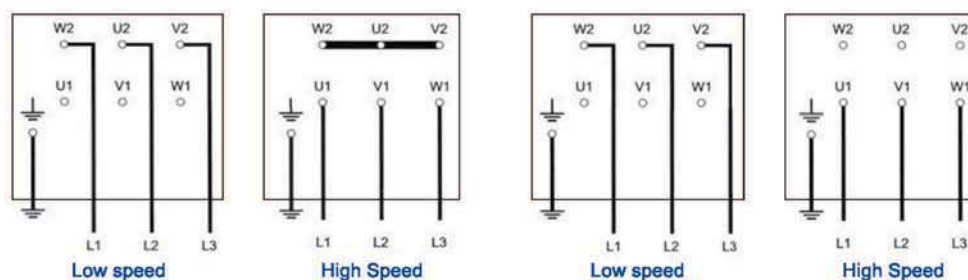 W2 U2 V2
U1 V1 W1
L1 L2 L3
Low speed
W2 U2 V2
U1 V1 W1
L1 L2 L3
High Speed
W2 U2 V2
U1 V1 W1
L1 L2 L3
Low speed
W2 U2 V2
U1 V1 W1
L1 L2 L3
High Speed